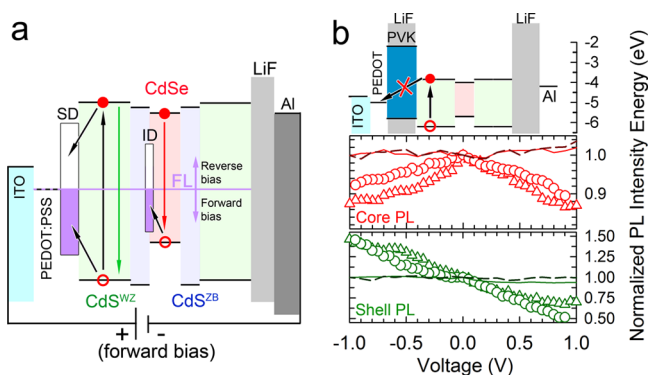 a
LiF
CdSe
Al
SD
ID
Reverse
bias
FL
Forward
bias
ITO
PEDOT:PSS
CdS^WZ
CdS^ZB
+
-
(forward bias)
b
LiF
LiF
PVK
PEDOT
ITO
Al
-2
-3
-4
-5
-6
Energy (eV)
1.0
0.9
Core PL
1.50
1.25
1.00
0.75
0.50
Shell PL
Normalized PL Intensity
-1.0
-0.5
0.0
0.5
1.0
Voltage (V)